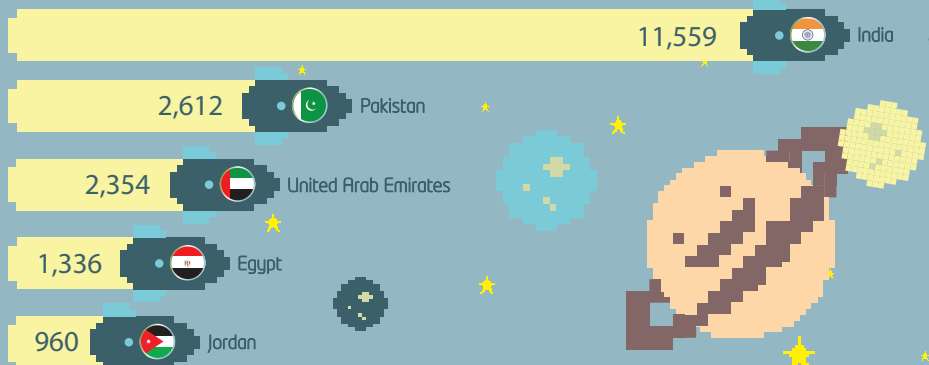 11,559 India
2,612 Pakistan
2,354 United Arab Emirates
1,336 Egypt
960 Jordan